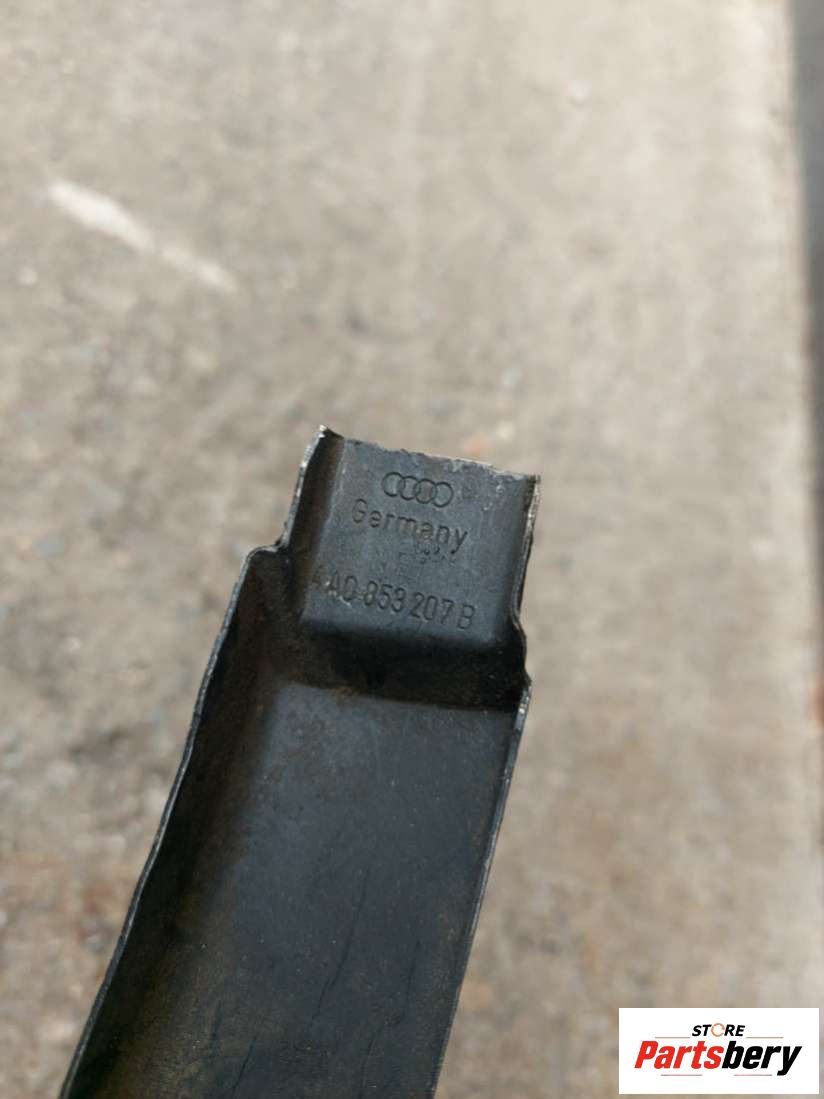 Germany
4A0 853 207 B
STORE
Partsbery